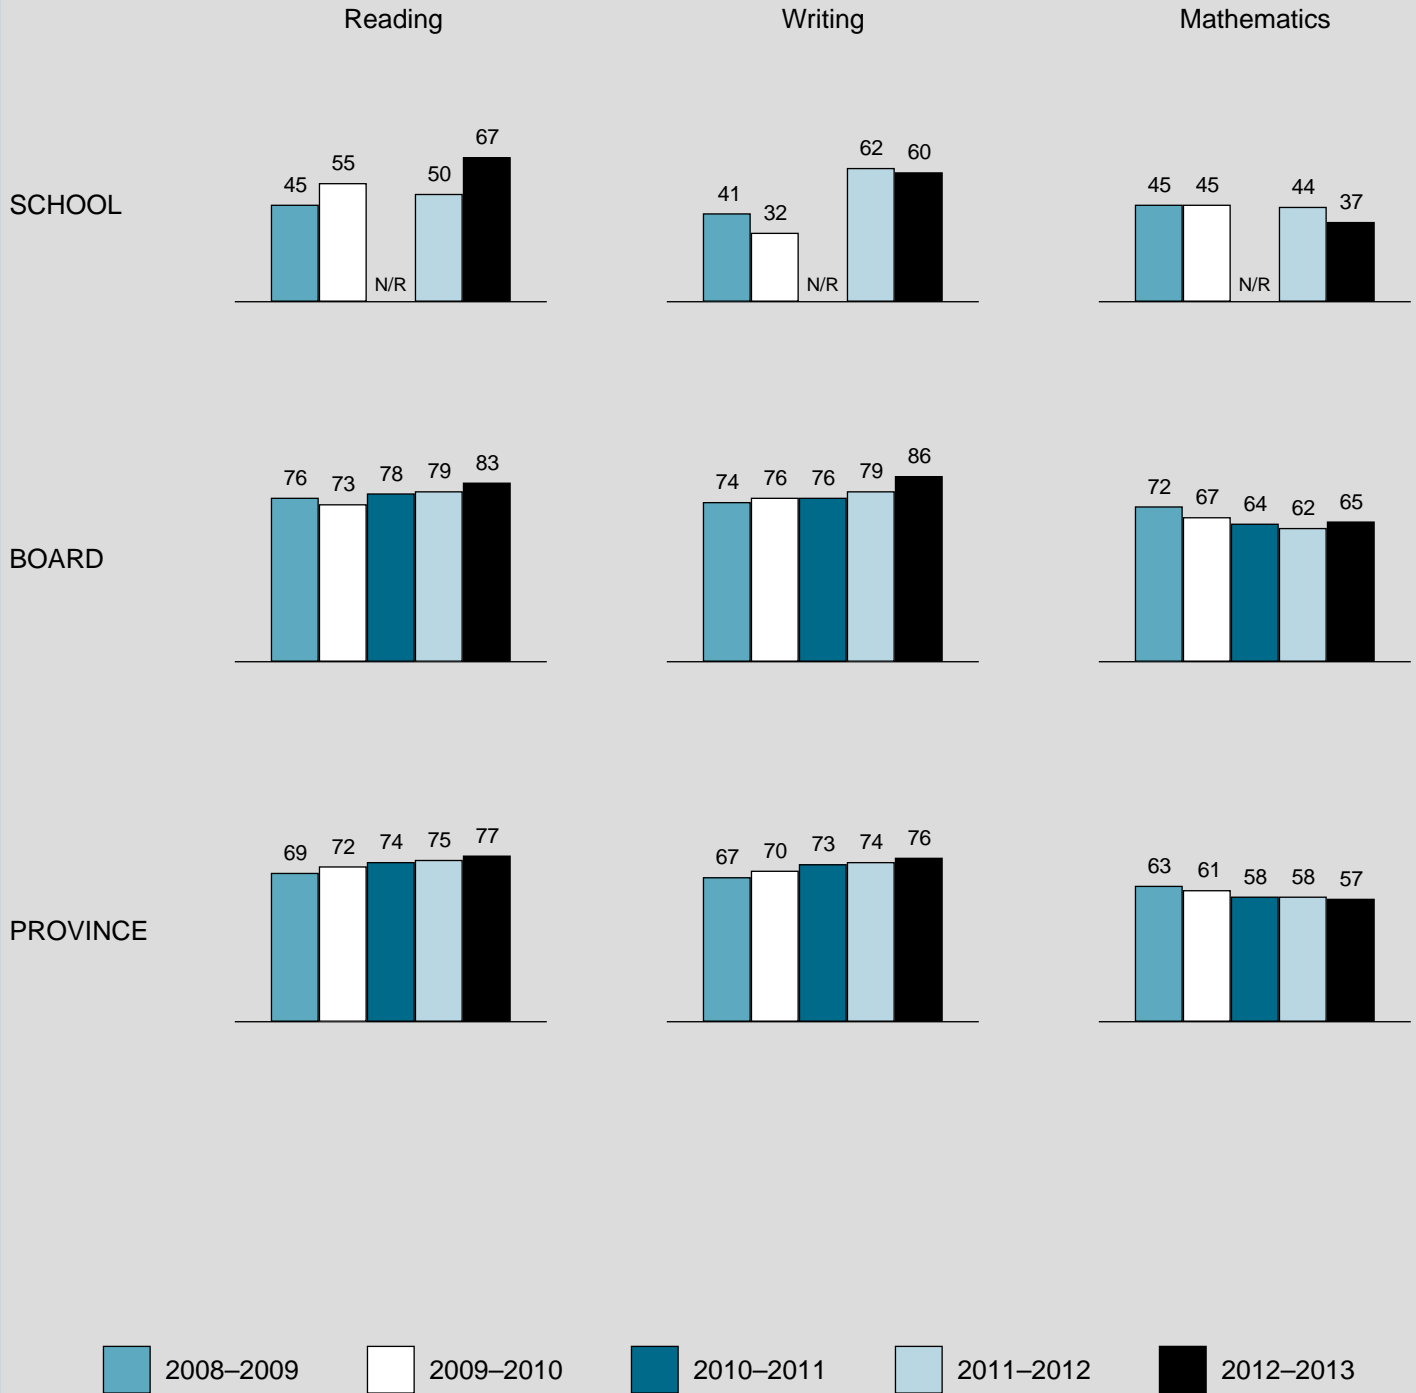 Reading Writing Mathematics
SCHOOL
45 55 N/R 50 67
41 32 N/R 62 60
45 45 N/R 44 37
BOARD
76 73 78 79 83
74 76 76 79 86
72 67 64 62 65
PROVINCE
69 72 74 75 77
67 70 73 74 76
63 61 58 58 57
2008–2009 2009–2010 2010–2011 2011–2012 2012–2013